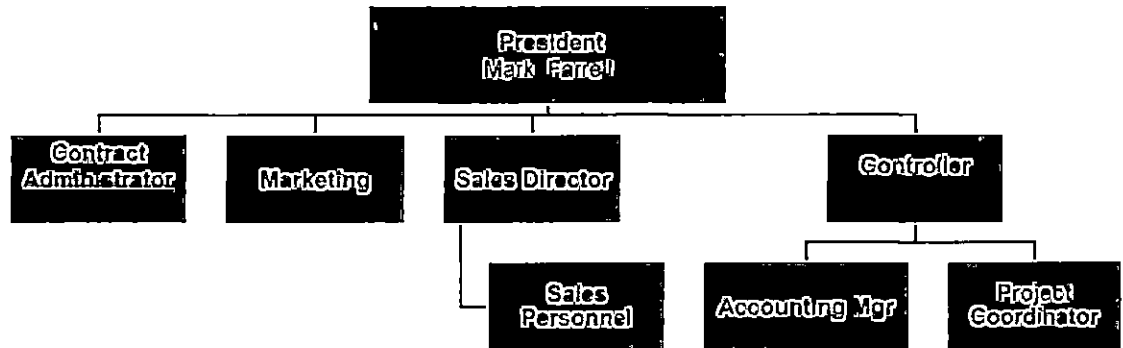 President
Mark Farrell
Contract
Administrator
Marketing
Sales Director
Controller
Sales
Personnel
Accounting Mgr
Project
Coordinator